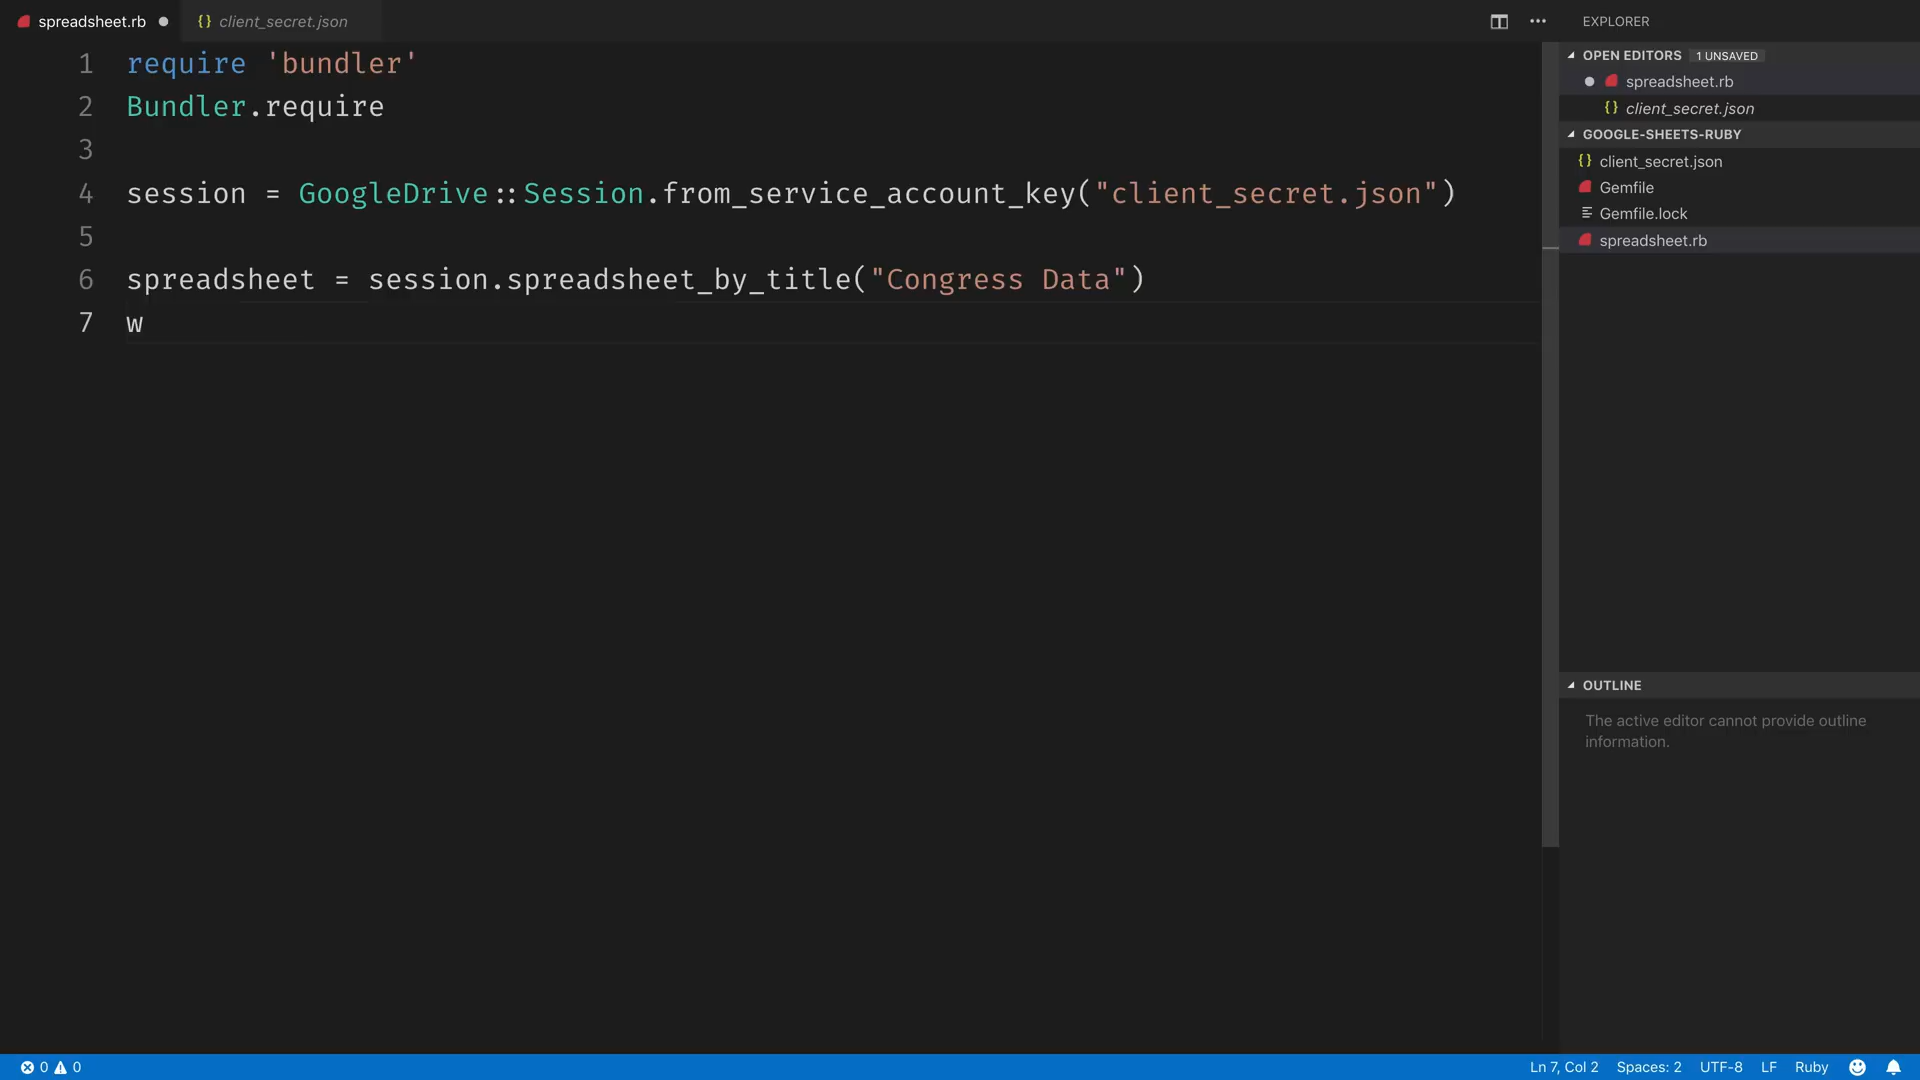 spreadsheet.rb
{} client_secret.json
EXPLORER
1 require 'bundler'
2 Bundler.require
3
4 session = GoogleDrive::Session.from_service_account_key("client_secret.json")
5
6 spreadsheet = session.spreadsheet_by_title("Congress Data")
7 w
OPEN EDITORS 1 UNSAVED
spreadsheet.rb
{} client_secret.json
GOOGLE-SHEETS-RUBY
{} client_secret.json
Gemfile
Gemfile.lock
spreadsheet.rb
OUTLINE
The active editor cannot provide outline
information.
0 0
Ln 7, Col 2 Spaces: 2 UTF-8 LF Ruby